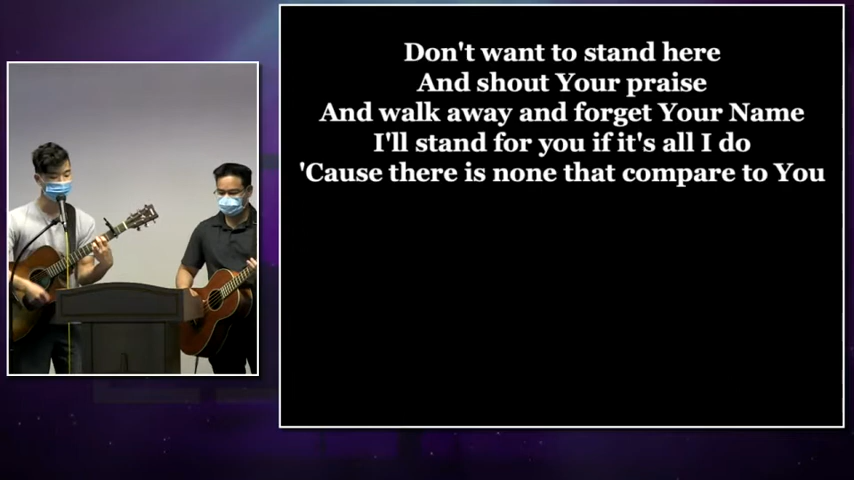 Don't want to stand here
And shout Your praise
And walk away and forget Your Name
I'll stand for you if it's all I do
'Cause there is none that compare to You